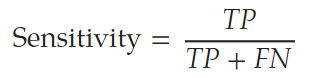 Sensitivity = TP / TP + FN